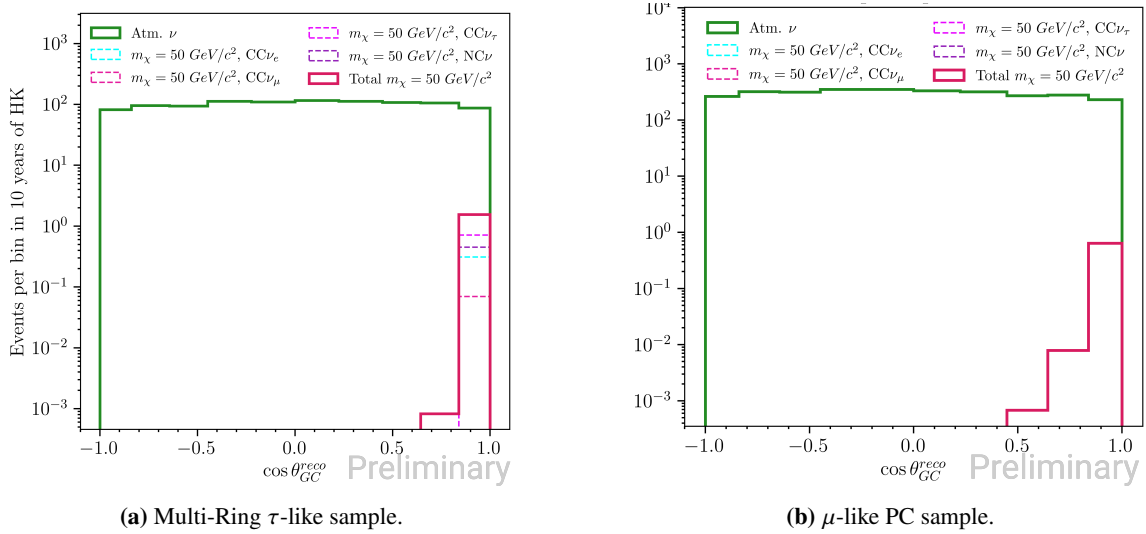 Atm. ν
m_χ = 50 GeV/c², CCν_e
m_χ = 50 GeV/c², CCν_μ
m_χ = 50 GeV/c², CCν_τ
m_χ = 50 GeV/c², NCν
Total m_χ = 50 GeV/c²
Events per bin in 10 years of HK
10³
10²
10¹
10⁰
10⁻¹
10⁻²
10⁻³
−1.0 −0.5 0.0 0.5 1.0
cos θ_GC^reco
Preliminary
(a) Multi-Ring τ-like sample.
Atm. ν
m_χ = 50 GeV/c², CCν_e
m_χ = 50 GeV/c², CCν_μ
m_χ = 50 GeV/c², CCν_τ
m_χ = 50 GeV/c², NCν
Total m_χ = 50 GeV/c²
10⁴
10³
10²
10¹
10⁰
10⁻¹
10⁻²
10⁻³
−1.0 −0.5 0.0 0.5 1.0
cos θ_GC^reco
Preliminary
(b) μ-like PC sample.